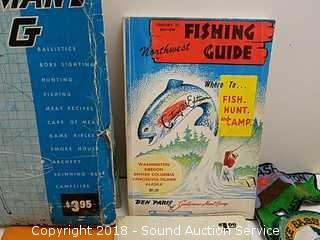 MAN'S
G
BALLISTICS
BORE SIGHTING
HUNTING
FISHING
MEAT RECIPES
CARE OF MEAT
GAME RIFLES
SMOKE HOUSE
ARCHERY
SPINNING GEAR
CAMPFIRE
$3.95
EDITION
FISHING
Northwest
GUIDE
Where To...
FISH.
HUNT.
and CAMP.
WASHINGTON
OREGON
BRITISH COLUMBIA
VANCOUVER ISLAND
ALASKA
BEN PARIS
Copyright 2018 - Sound Auction Service